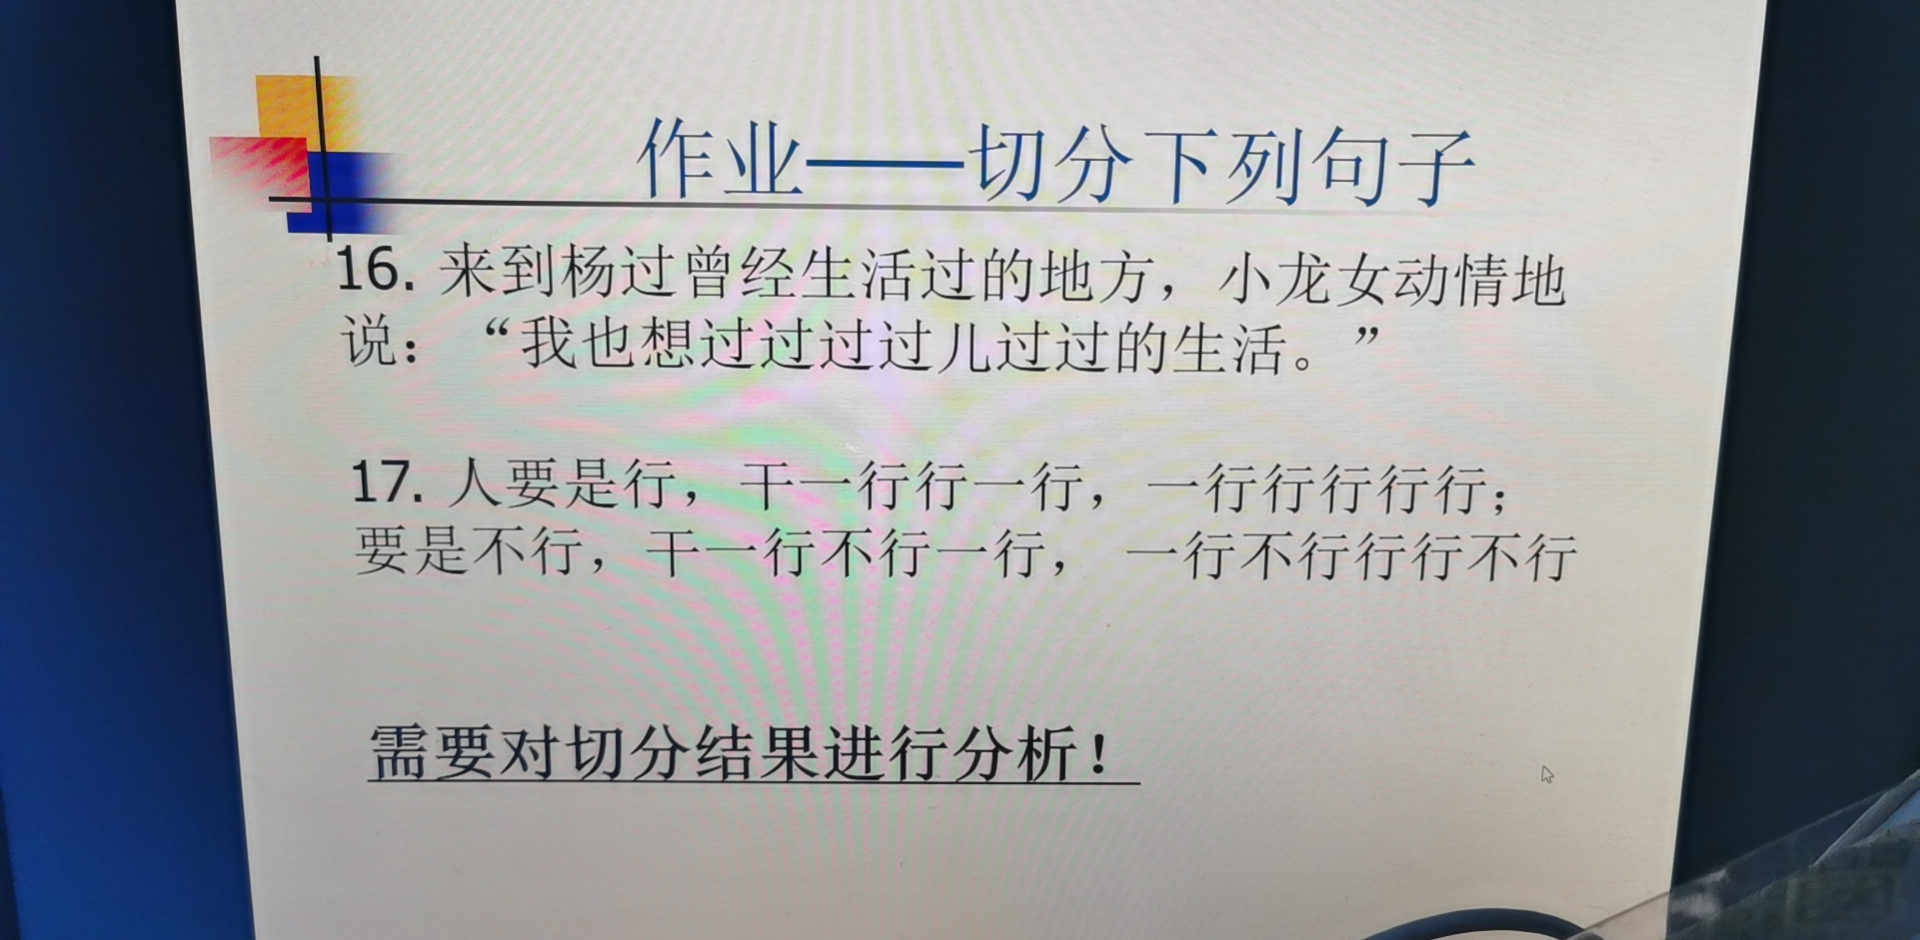 作业——切分下列句子
16. 来到杨过曾经生活过的地方，小龙女动情地
说：“我也想过过过过儿过过的生活。”
17. 人要是行，干一行行一行，一行行行行行；
要是不行，干一行不行一行， 一行不行行行不行
需要对切分结果进行分析！